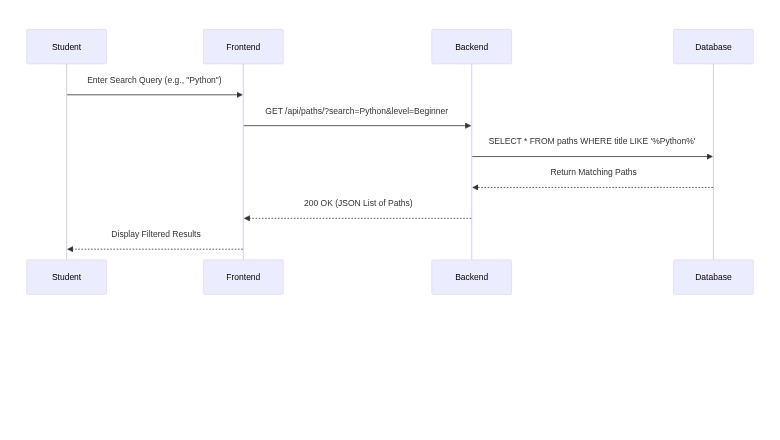 Student Frontend Backend Database
Enter Search Query (e.g., "Python")
GET /api/paths/?search=Python&level=Beginner
SELECT * FROM paths WHERE title LIKE '%Python%'
Return Matching Paths
200 OK (JSON List of Paths)
Display Filtered Results
Student Frontend Backend Database